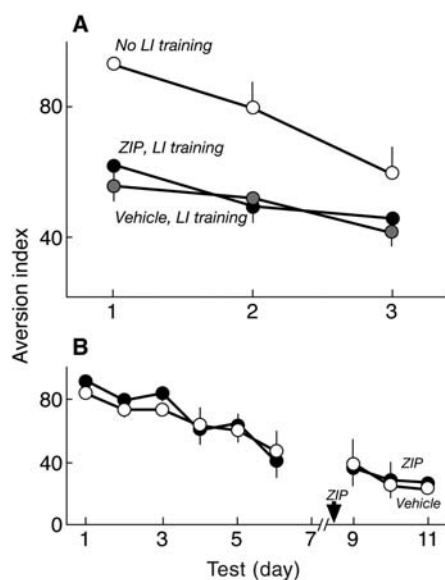 A
No LI training
80
ZIP, LI training
Vehicle, LI training
40
1 2 3
Aversion index
B
80
40
0
ZIP
ZIP
Vehicle
1 3 5 7 9 11
Test (day)